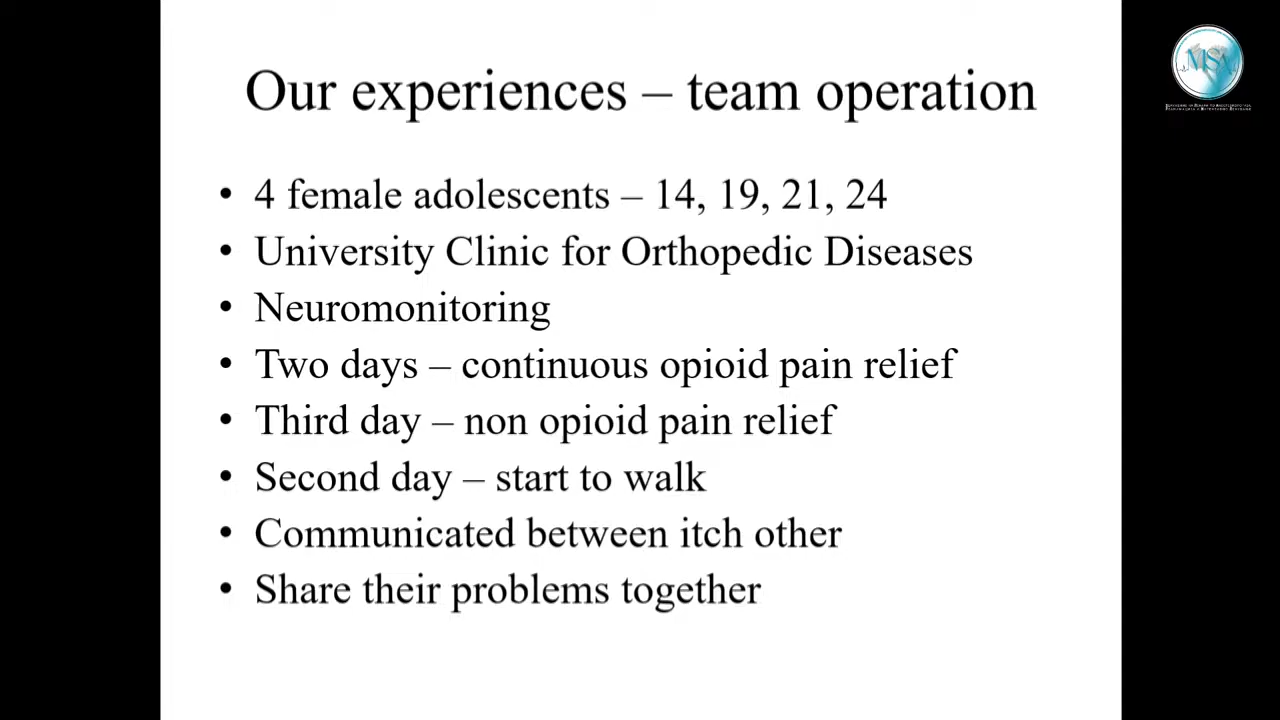 Our experiences – team operation
MSA
• 4 female adolescents – 14, 19, 21, 24
• University Clinic for Orthopedic Diseases
• Neuromonitoring
• Two days – continuous opioid pain relief
• Third day – non opioid pain relief
• Second day – start to walk
• Communicated between itch other
• Share their problems together